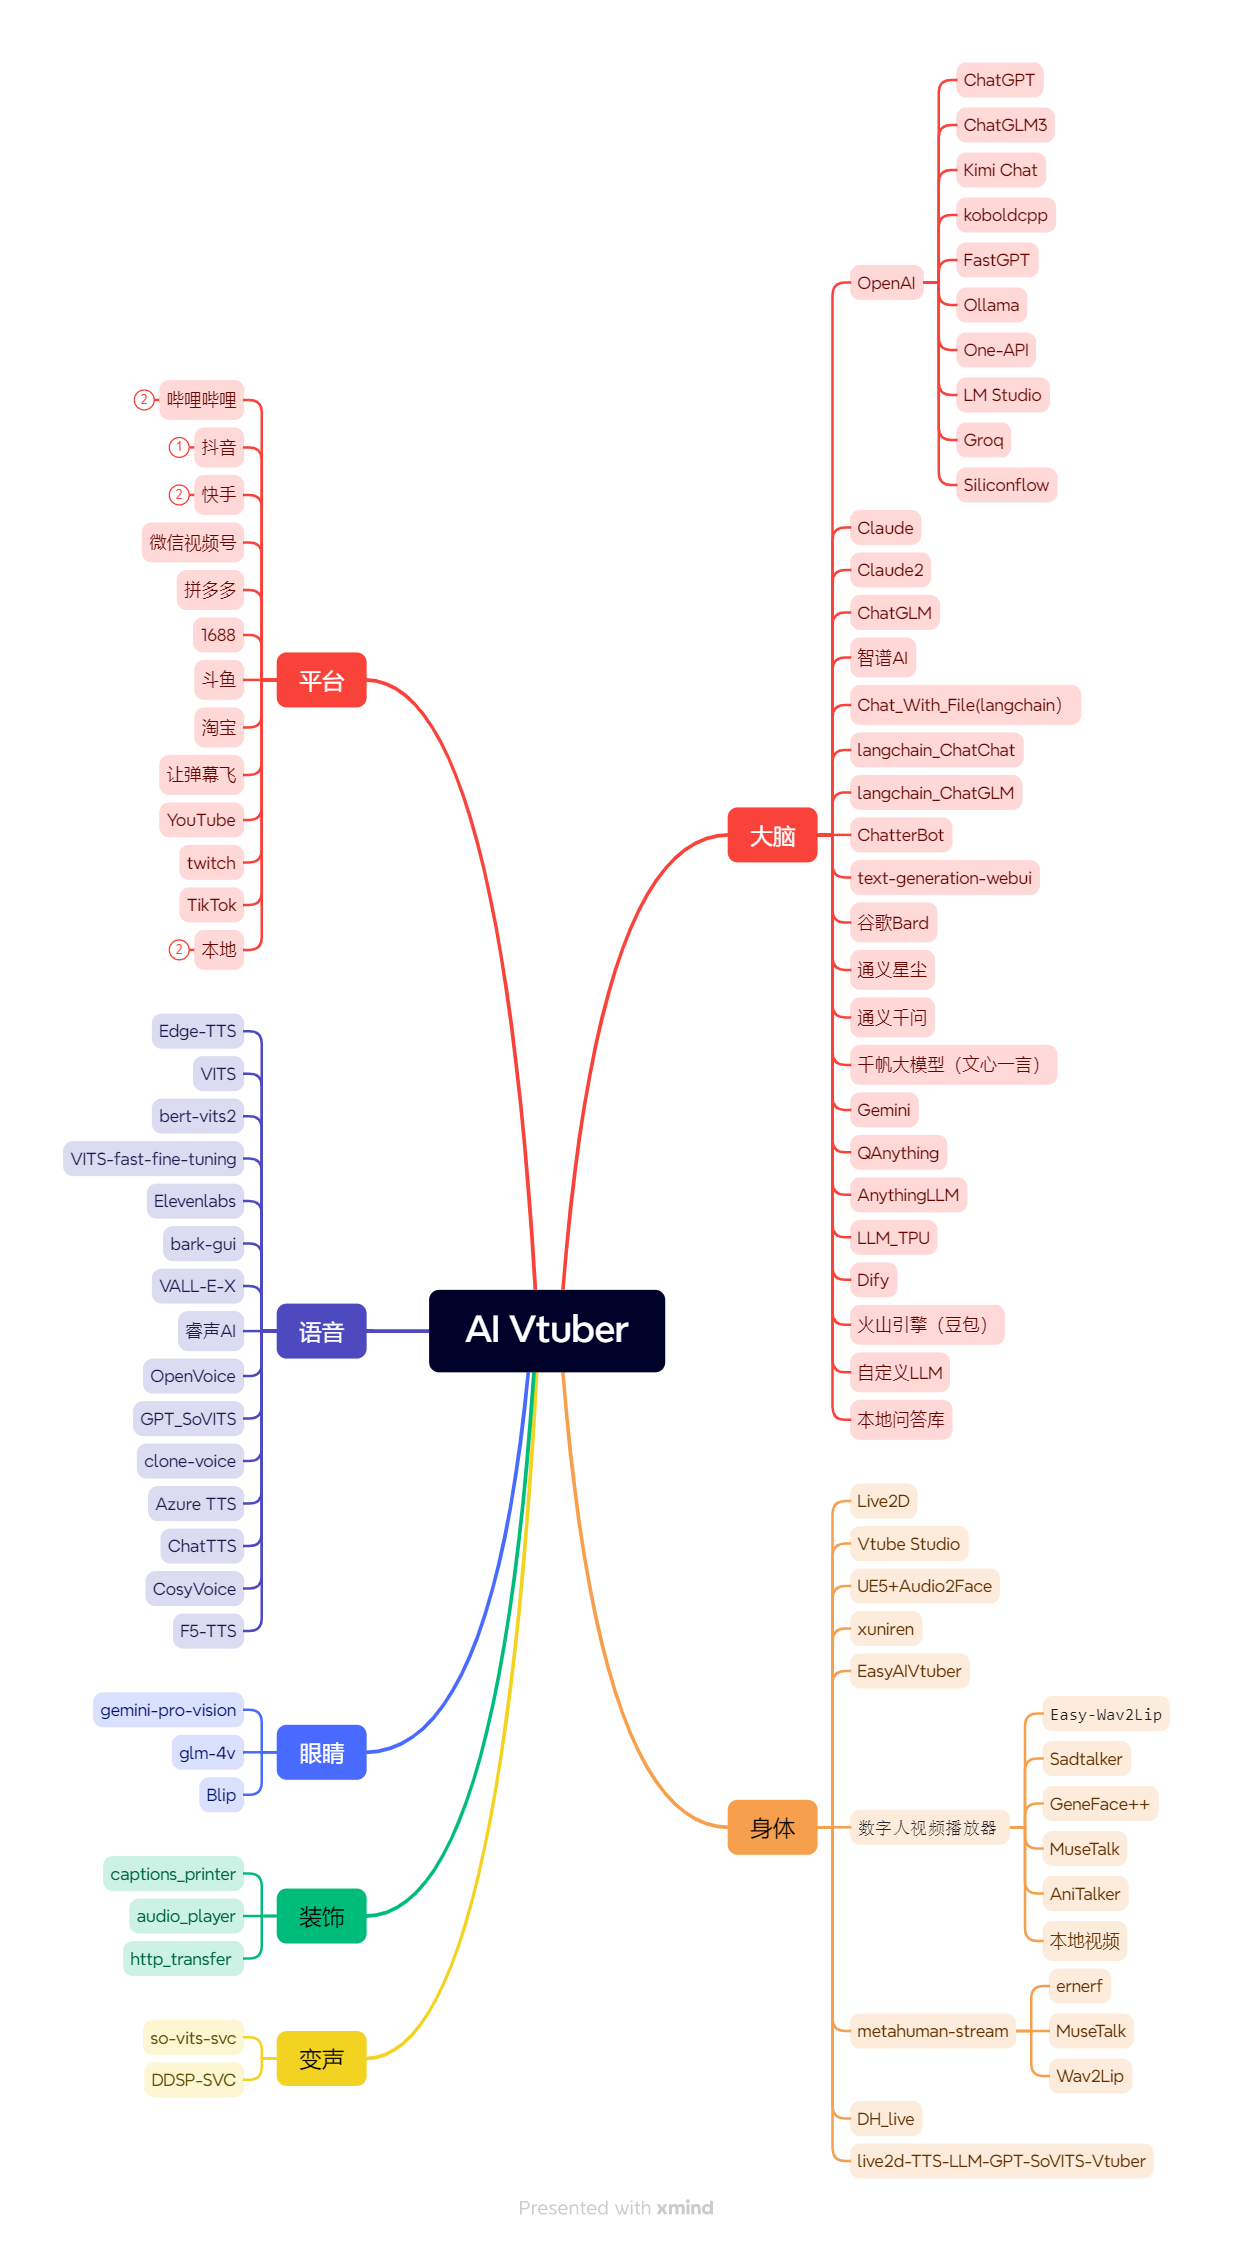 AI Vtuber
大脑
OpenAI
ChatGPT
ChatGLM3
Kimi Chat
koboldcpp
FastGPT
Ollama
One-API
LM Studio
Groq
Siliconflow
Claude
Claude2
ChatGLM
智谱AI
Chat_With_File(langchain）
langchain_ChatChat
langchain_ChatGLM
ChatterBot
text-generation-webui
谷歌Bard
通义星尘
通义千问
千帆大模型（文心一言）
Gemini
QAnything
AnythingLLM
LLM_TPU
Dify
火山引擎（豆包）
自定义LLM
本地问答库
身体
Live2D
Vtube Studio
UE5+Audio2Face
xuniren
EasyAIVtuber
数字人视频播放器
Easy-Wav2Lip
Sadtalker
GeneFace++
MuseTalk
AniTalker
本地视频
metahuman-stream
ernerf
MuseTalk
Wav2Lip
DH_live
live2d-TTS-LLM-GPT-SoVITS-Vtuber
平台
哔哩哔哩
2
抖音
1
快手
2
微信视频号
拼多多
1688
斗鱼
淘宝
让弹幕飞
YouTube
twitch
TikTok
本地
2
语音
Edge-TTS
VITS
bert-vits2
VITS-fast-fine-tuning
Elevenlabs
bark-gui
VALL-E-X
睿声AI
OpenVoice
GPT_SoVITS
clone-voice
Azure TTS
ChatTTS
CosyVoice
F5-TTS
眼睛
gemini-pro-vision
glm-4v
Blip
装饰
captions_printer
audio_player
http_transfer
变声
so-vits-svc
DDSP-SVC
Presented with xmind